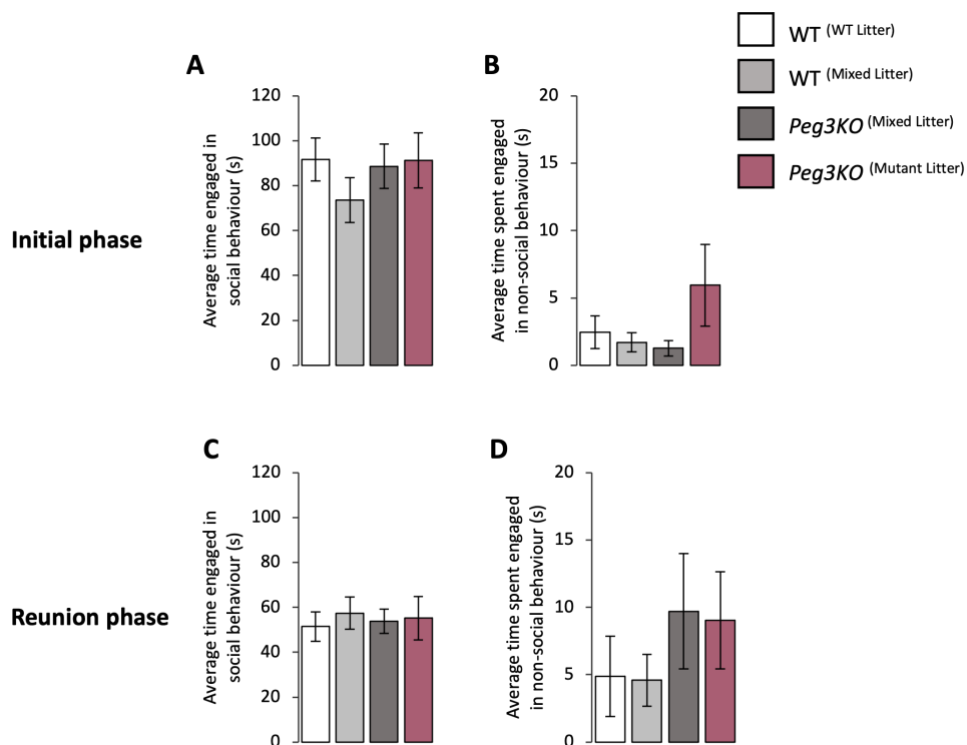 WT (WT Litter)
WT (Mixed Litter)
Peg3KO (Mixed Litter)
Peg3KO (Mutant Litter)
A
B
Initial phase
Average time engaged in
social behaviour (s)
120
100
80
60
40
20
0
Average time spent engaged
in non-social behaviour (s)
20
15
10
5
0
C
D
Reunion phase
Average time engaged in
social behaviour (s)
120
100
80
60
40
20
0
Average time spent engaged
in non-social behaviour (s)
20
15
10
5
0